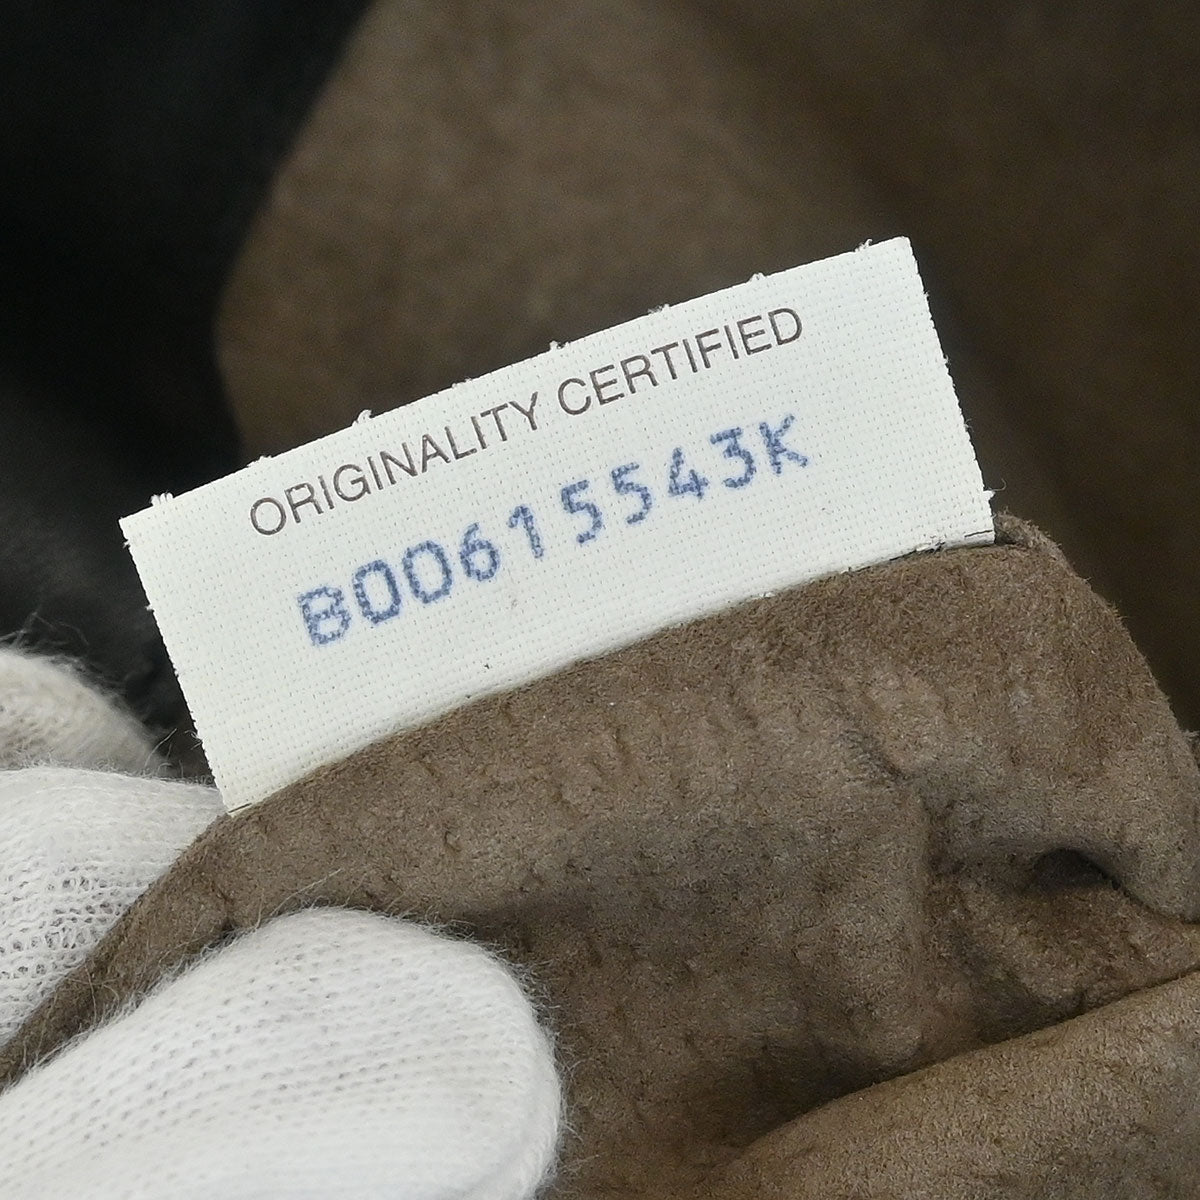 ORIGINALITY CERTIFIED
B00615543K